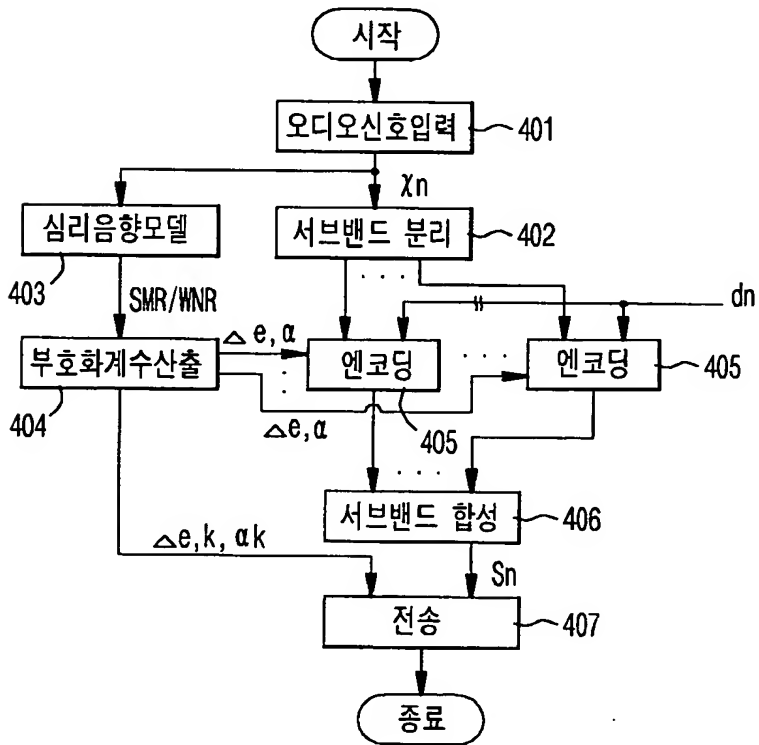 시작
오디오신호입력
401
χn
심리음향모델
403
서브밴드 분리
402
. . .
SMR/WNR
dn
△e,α
부호화계수산출
404
엔코딩
405
. . .
엔코딩
405
△e,α
. . .
서브밴드 합성
406
△e,k, αk
Sn
전송
407
종료